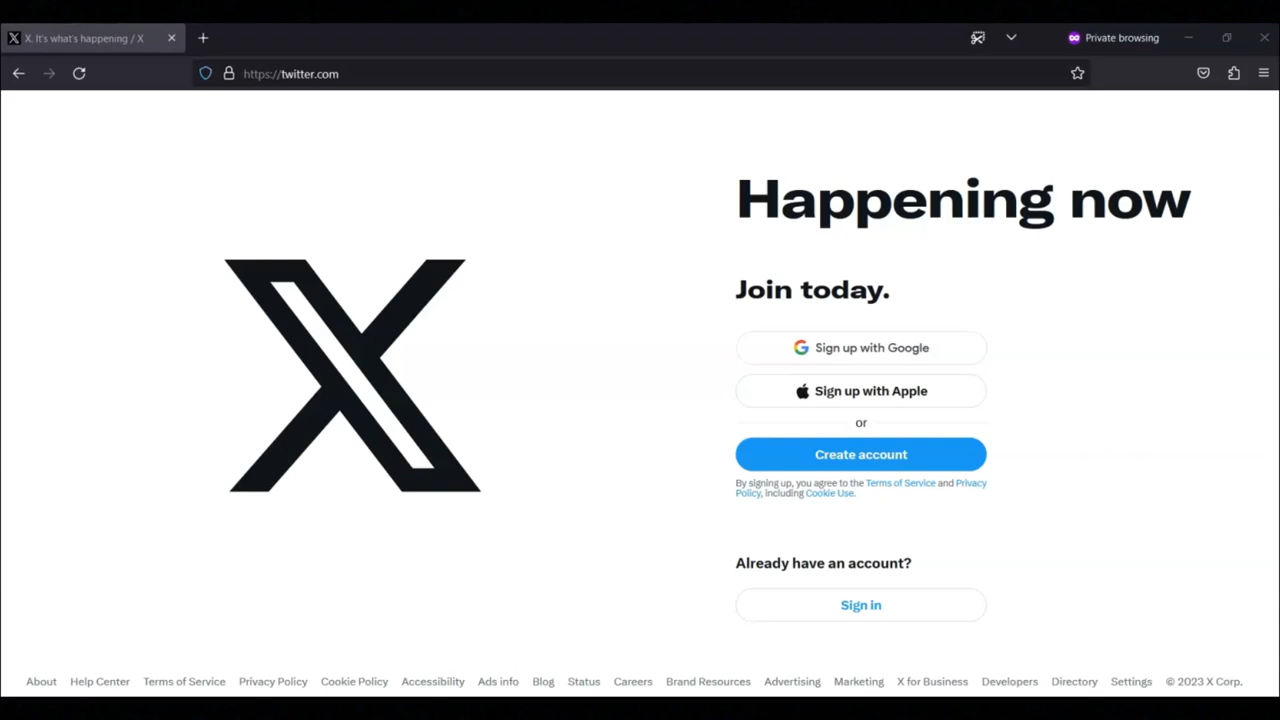 X. It's what's happening / X
Private browsing
https://twitter.com
Happening now
Join today.
Sign up with Google
Sign up with Apple
or
Create account
By signing up, you agree to the Terms of Service and Privacy
Policy, including Cookie Use.
Already have an account?
Sign in
About Help Center Terms of Service Privacy Policy Cookie Policy Accessibility Ads info Blog Status Careers Brand Resources Advertising Marketing X for Business Developers Directory Settings © 2023 X Corp.